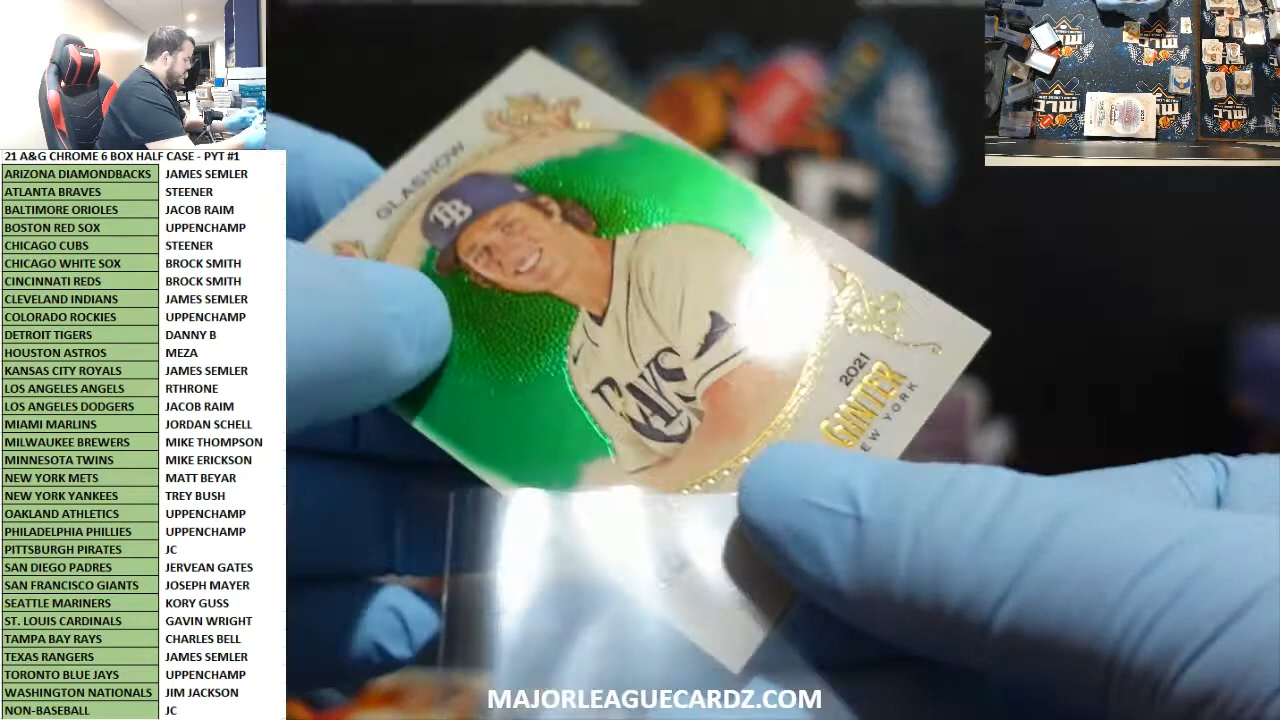 21 A&G CHROME 6 BOX HALF CASE - PYT #1
ARIZONA DIAMONDBACKS JAMES SEMLER
ATLANTA BRAVES STEENER
BALTIMORE ORIOLES JACOB RAIM
BOSTON RED SOX UPPENCHAMP
CHICAGO CUBS STEENER
CHICAGO WHITE SOX BROCK SMITH
CINCINNATI REDS BROCK SMITH
CLEVELAND INDIANS JAMES SEMLER
COLORADO ROCKIES UPPENCHAMP
DETROIT TIGERS DANNY B
HOUSTON ASTROS MEZA
KANSAS CITY ROYALS JAMES SEMLER
LOS ANGELES ANGELS RTHRONE
LOS ANGELES DODGERS JACOB RAIM
MIAMI MARLINS JORDAN SCHELL
MILWAUKEE BREWERS MIKE THOMPSON
MINNESOTA TWINS MIKE ERICKSON
NEW YORK METS MATT BEYAR
NEW YORK YANKEES TREY BUSH
OAKLAND ATHLETICS UPPENCHAMP
PHILADELPHIA PHILLIES UPPENCHAMP
PITTSBURGH PIRATES JC
SAN DIEGO PADRES JERVEAN GATES
SAN FRANCISCO GIANTS JOSEPH MAYER
SEATTLE MARINERS KORY GUSS
ST. LOUIS CARDINALS GAVIN WRIGHT
TAMPA BAY RAYS CHARLES BELL
TEXAS RANGERS JAMES SEMLER
TORONTO BLUE JAYS UPPENCHAMP
WASHINGTON NATIONALS JIM JACKSON
NON-BASEBALL JC
GLASNOW
TB
RAYS
2021
GINTER
EW YORK
MAJORLEAGUECARDZ.COM